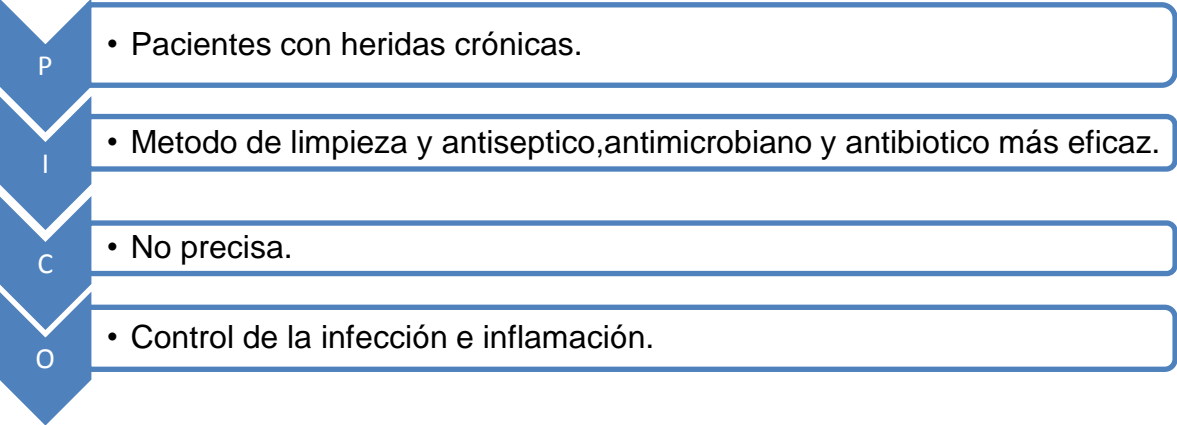 P
• Pacientes con heridas crónicas.
I
• Metodo de limpieza y antiseptico,antimicrobiano y antibiotico más eficaz.
C
• No precisa.
O
• Control de la infección e inflamación.